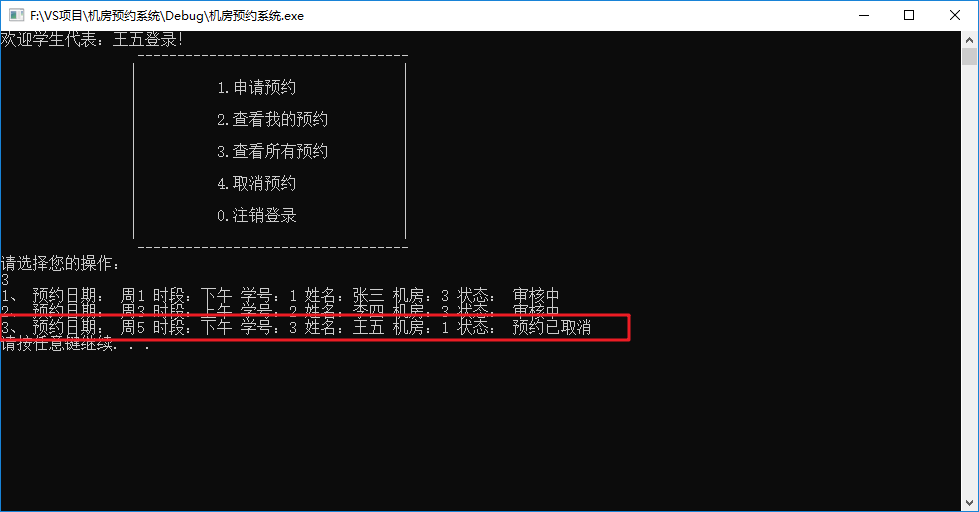 F:\VS项目\机房预约系统\Debug\机房预约系统.exe
欢迎学生代表：王五登录!
----------------------------------
1.申请预约
2.查看我的预约
3.查看所有预约
4.取消预约
0.注销登录
----------------------------------
请选择您的操作：
3
1、 预约日期： 周1 时段：下午 学号：1 姓名：张三 机房：3 状态： 审核中
2、 预约日期： 周3 时段：上午 学号：2 姓名：李四 机房：3 状态： 审核中
3、 预约日期： 周5 时段：下午 学号：3 姓名：王五 机房：1 状态： 预约已取消
请按任意键继续. . .